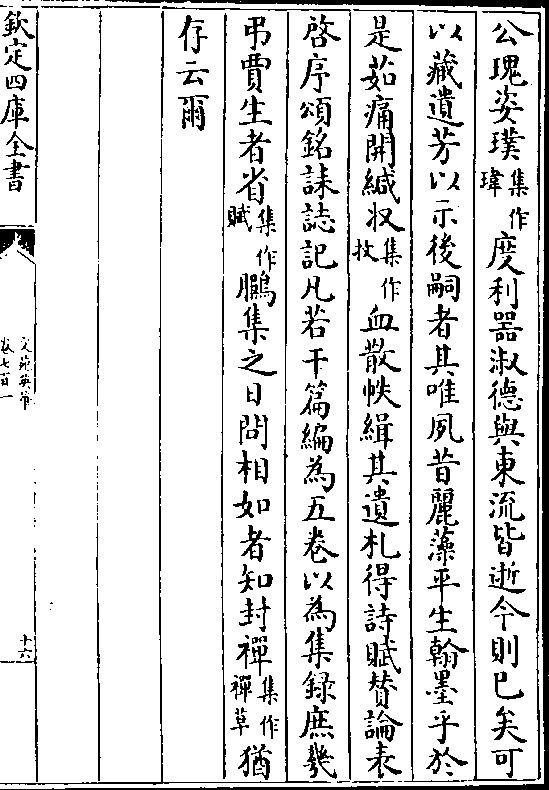 公瑰姿璞集作瑋度利器淑德與東流皆逝今則已矣可
以藏遺芳以示後嗣者其唯夙昔麗藻平生翰墨乎於
是茹痛開緘収集作抆血散帙緝其遺札得詩賦賛論表
啓序頌銘誄誌記凡若干篇編為五卷以為集録庶幾
弔賈生者省集作賦鵩集之日問相如者知封禪集作禪草猶
存云爾
欽定四庫全書
文苑英華
卷七百一
十六